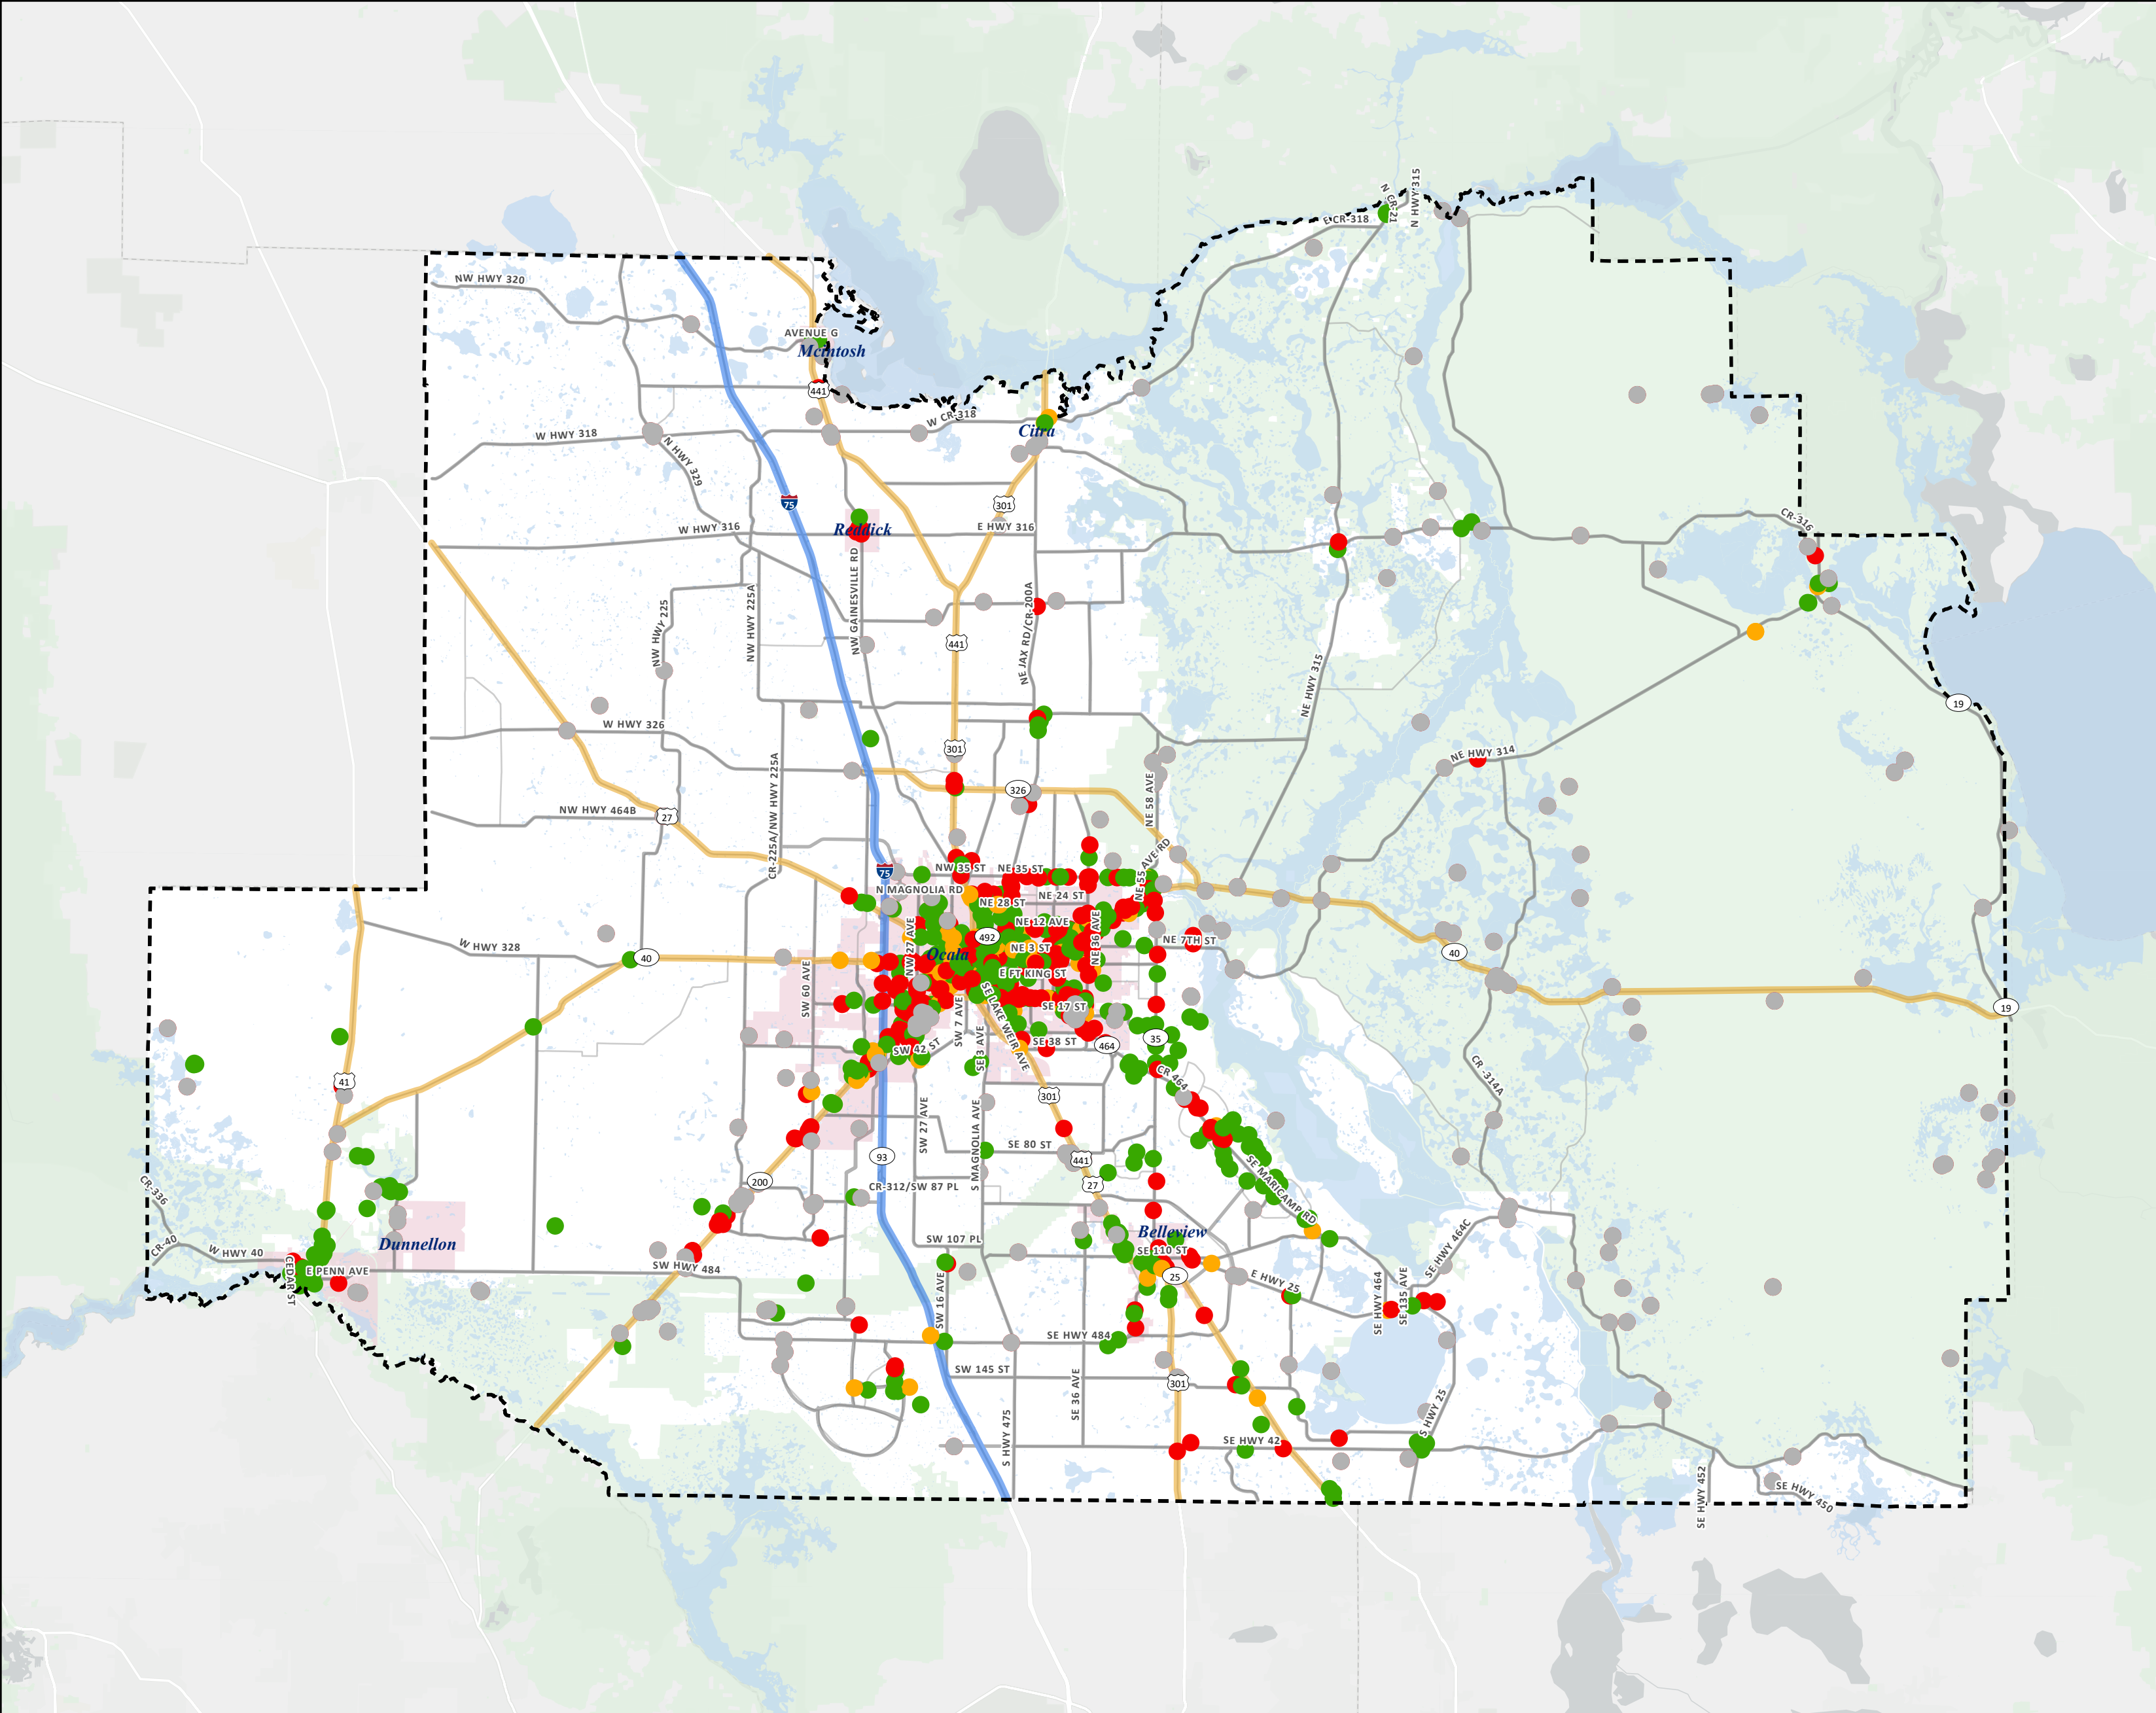 N HWY 315
N CR-21
E CR-318
NW HWY 320
AVENUE G
Mcintosh
441
W CR-318
Citra
W HWY 318
N HWY 329
75
301
CR-316
W HWY 316
Reddick
E HWY 316
NW GAINESVILLE RD
NE JAX RD/CR-200A
NW HWY 225
NW HWY 225A
441
NE HWY 315
19
W HWY 326
301
NE HWY 314
CR-225A/NW HWY 225A
326
NE 58 AVE
NW HWY 464B
27
NE 55 AVE RD
75
NW 35 ST
NE 35 ST
N MAGNOLIA RD
NE 24 ST
NE 28 ST
NE 12 AVE
NW 27 AVE
492
NE 36 AVE
NE 7TH ST
W HWY 328
40
Ocala
NE 3 ST
40
E FT KING ST
SW 60 AVE
SE LAKE WEIR AVE
SW 7 AVE
SE 17 ST
19
SE 3 AVE
SW 42 ST
SE 38 ST
464
35
41
CR 464
CR -314A
301
SW 27 AVE
S MAGNOLIA AVE
SE 80 ST
93
441
200
CR-312/SW 87 PL
27
SE MARICAMP RD
CR-336
CR-40
W HWY 40
Dunnellon
Belleview
SW 107 PL
SE 110 ST
SE HWY 464C
CEDAR ST
E PENN AVE
SW HWY 484
25
E HWY 25
SW 16 AVE
SE HWY 464
SE 135 AVE
SE HWY 484
SW 145 ST
SE 36 AVE
301
S HWY 475
S HWY 25
SE HWY 42
SE HWY 452
SE HWY 450